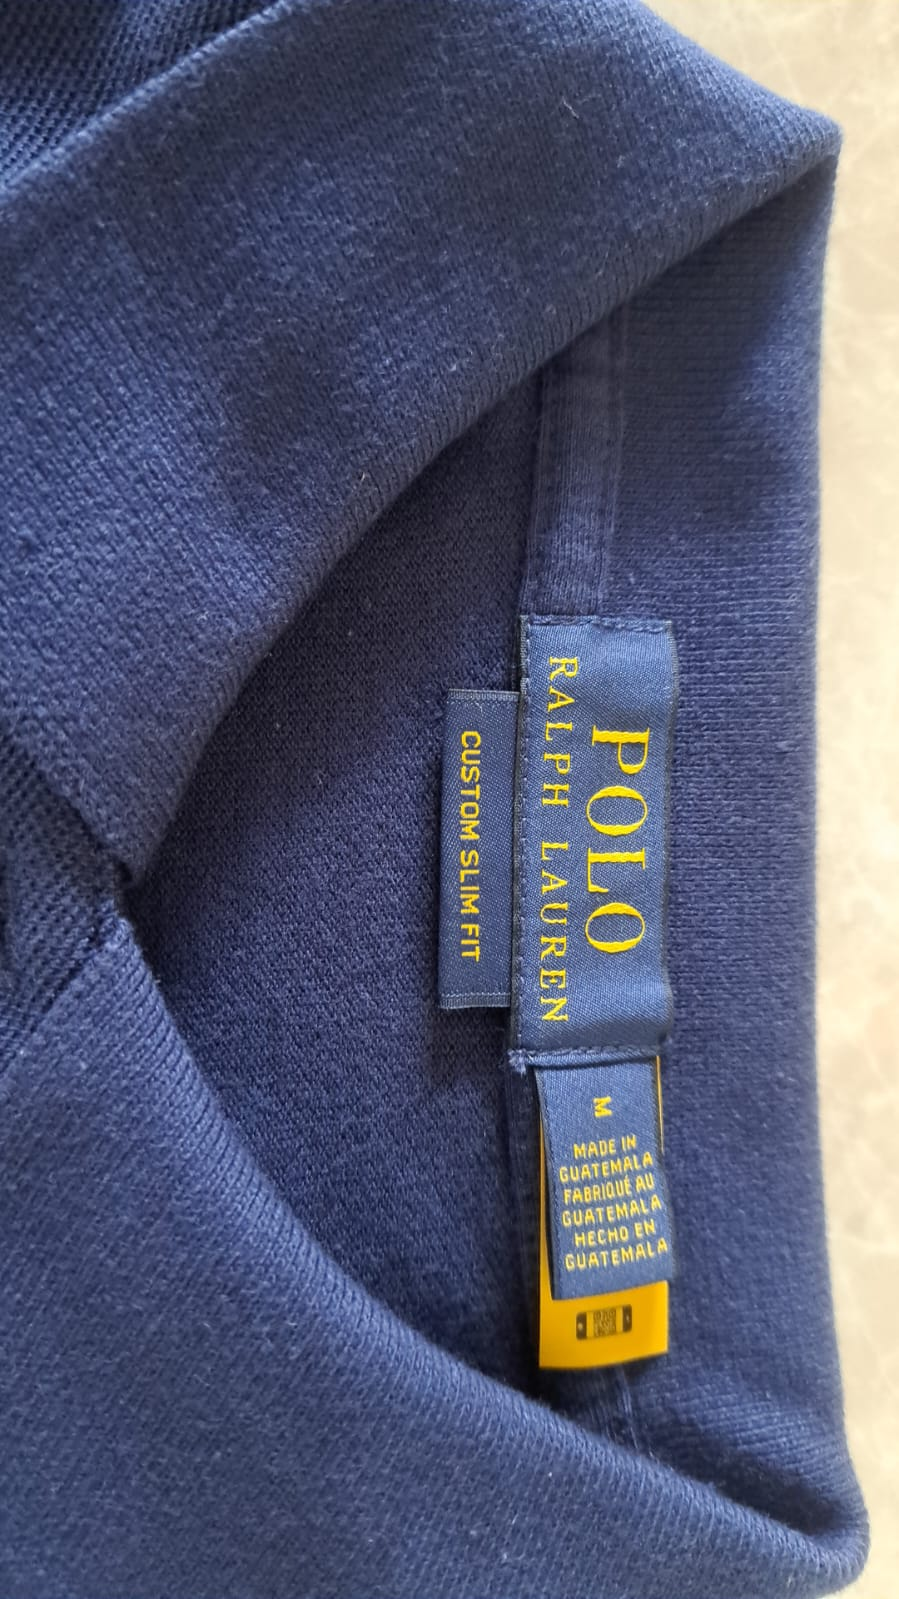 POLO
RALPH LAUREN
CUSTOM SLIM FIT
M
MADE IN
GUATEMALA
FABRIQUÉ AU
GUATEMALA
HECHO EN
GUATEMALA